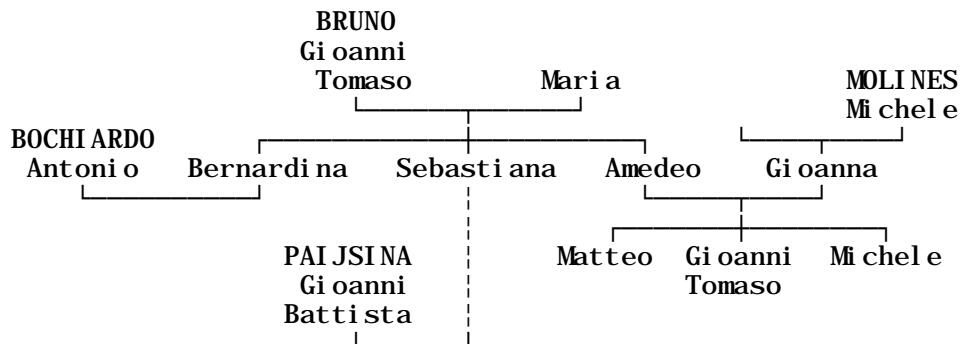 BRUNO
Gioanni
Tomaso Maria MOLINES
Michele
BOCHIARDO
Antonio Bernardina Sebastiana Amedeo Gioanna
PAIJSINA Matteo Gioanni Michele
Gioanni Tomaso
Battista